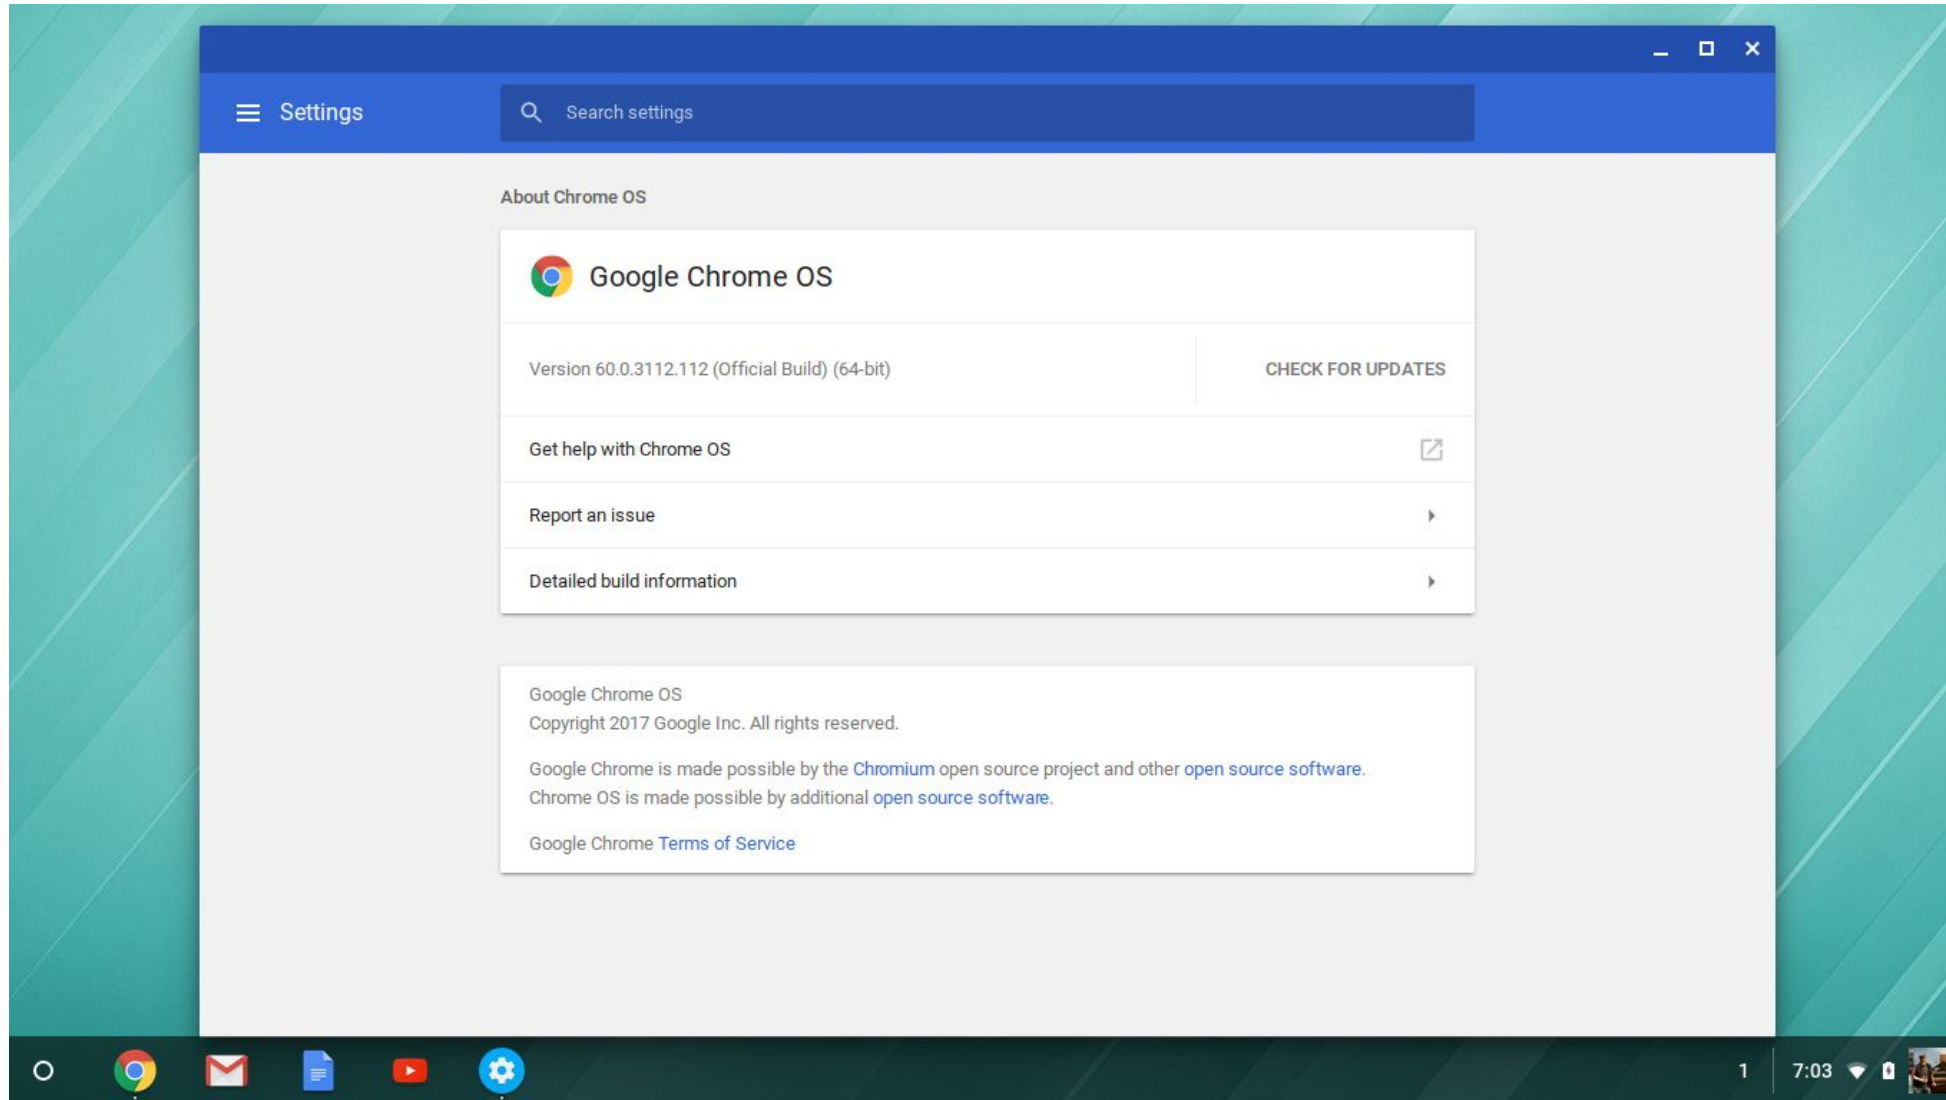 Settings
Search settings
About Chrome OS
Google Chrome OS
Version 60.0.3112.112 (Official Build) (64-bit)
CHECK FOR UPDATES
Get help with Chrome OS
Report an issue
Detailed build information
Google Chrome OS
Copyright 2017 Google Inc. All rights reserved.
Google Chrome is made possible by the Chromium open source project and other open source software.
Chrome OS is made possible by additional open source software.
Google Chrome Terms of Service
1
7:03